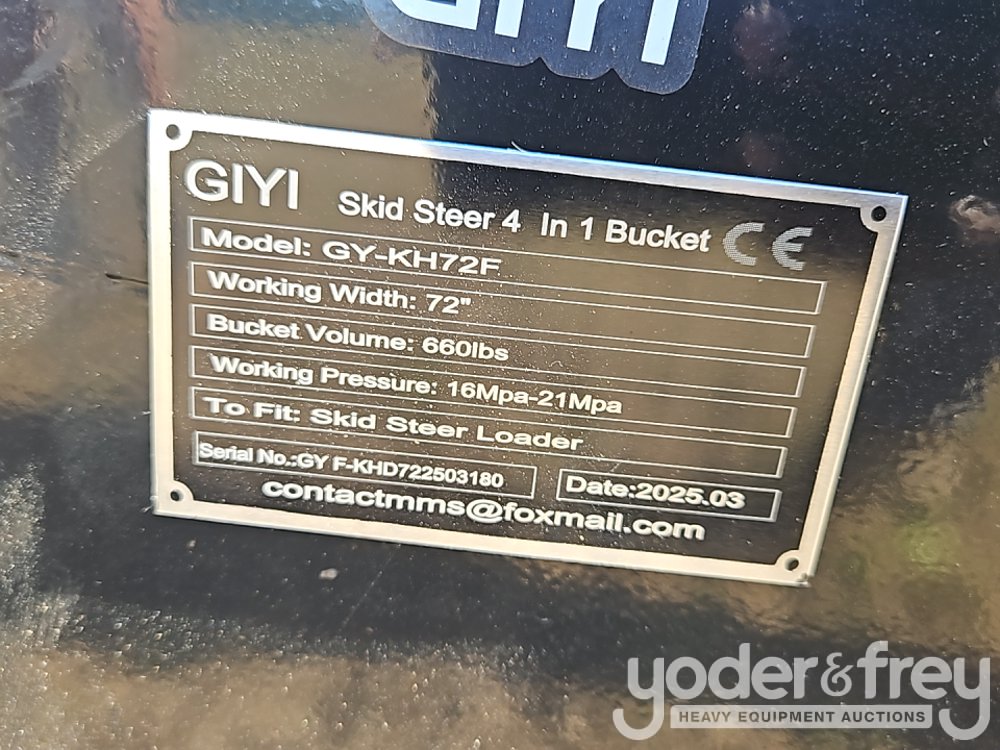 GIYI
GIYI
Skid Steer 4 In 1 Bucket CE
Model: GY-KH72F
Working Width: 72"
Bucket Volume: 660lbs
Working Pressure: 16Mpa-21Mpa
To Fit: Skid Steer Loader
Serial No.:GY F-KHD722503180
Date:2025.03
contactmms@foxmail.com
yoder&frey
HEAVY EQUIPMENT AUCTIONS